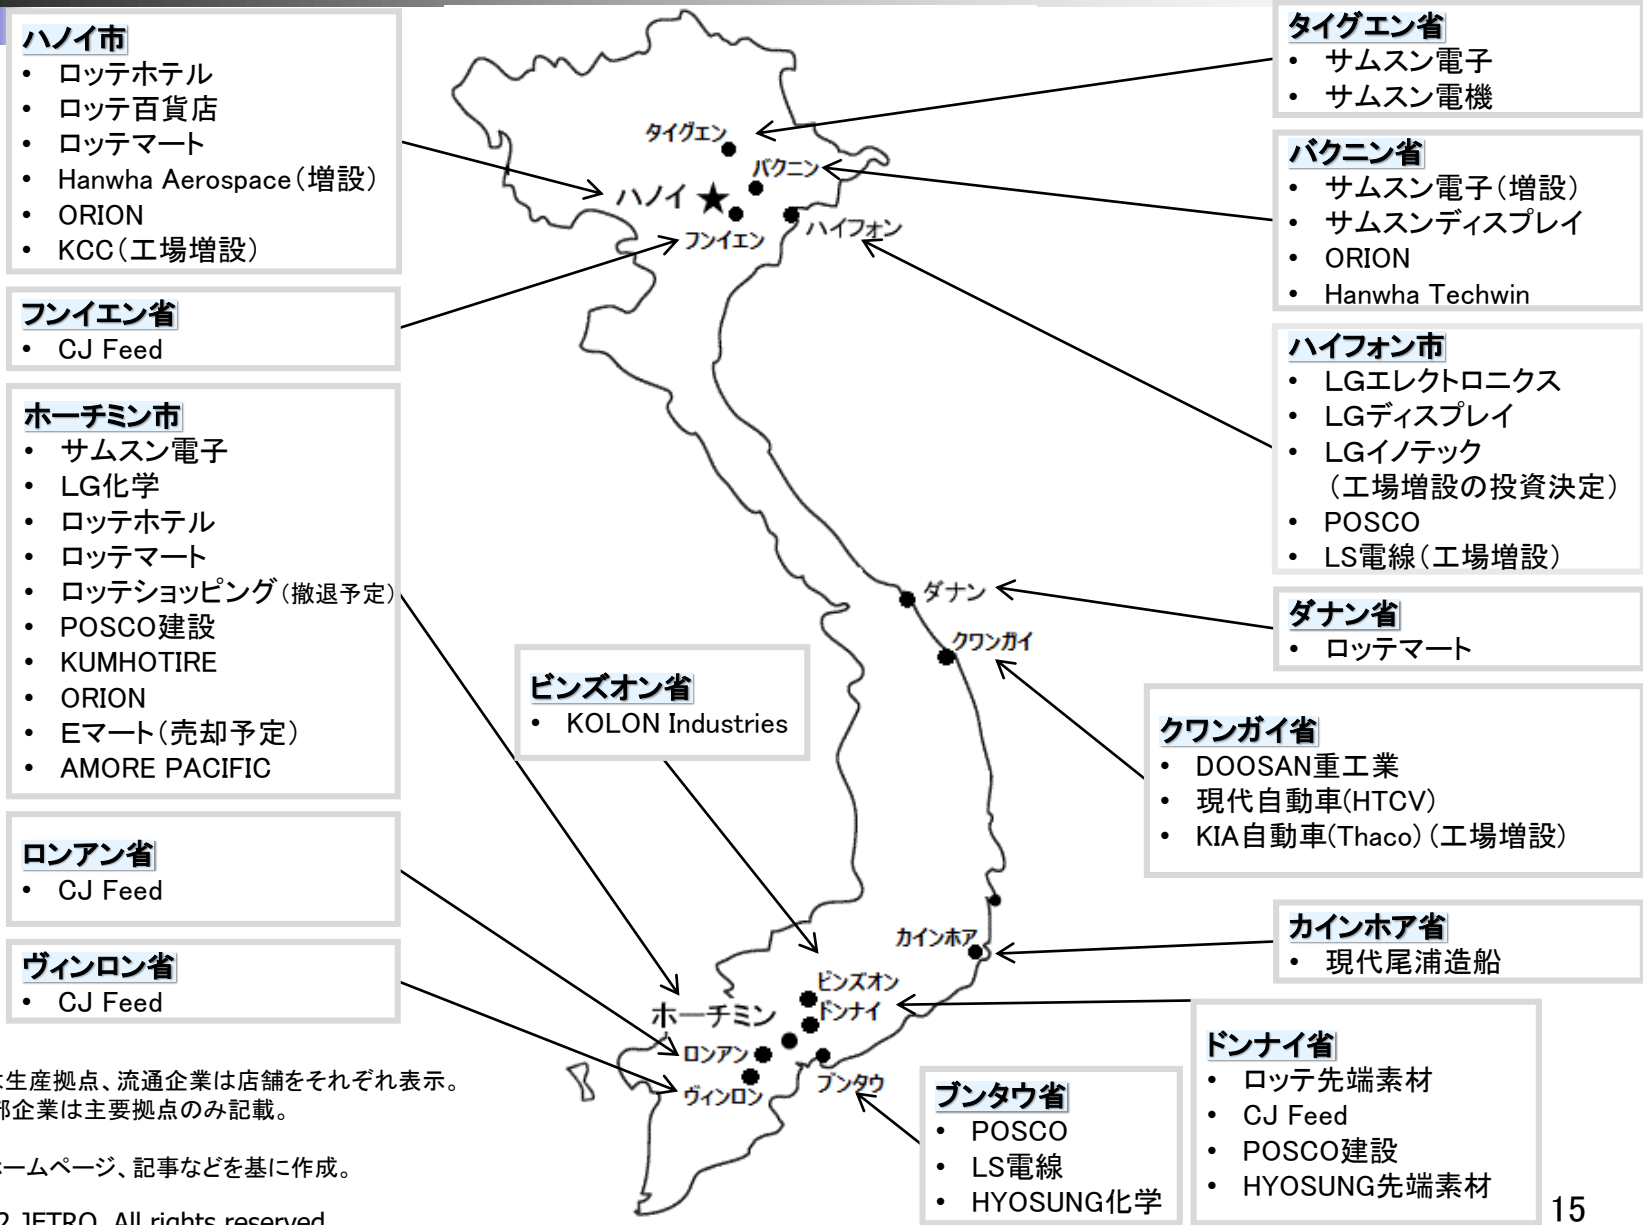 ハノイ市
• ロッテホテル
• ロッテ百貨店
• ロッテマート
• Hanwha Aerospace(増設)
• ORION
• KCC(工場増設)
フンイエン省
• CJ Feed
ホーチミン市
• サムスン電子
• LG化学
• ロッテホテル
• ロッテマート
• ロッテショッピング(撤退予定)
• POSCO建設
• KUMHOTIRE
• ORION
• Eマート(売却予定)
• AMORE PACIFIC
ロンアン省
• CJ Feed
ヴィンロン省
• CJ Feed
ビンズオン省
• KOLON Industries
タイグエン
バクニン
ハノイ
フンイエン
ハイフォン
ダナン
クワンガイ
カインホア
ビンズオン
ドンナイ
ホーチミン
ロンアン
ヴィンロン
ブンタウ
タイグエン省
• サムスン電子
• サムスン電機
バクニン省
• サムスン電子(増設)
• サムスンディスプレイ
• ORION
• Hanwha Techwin
ハイフォン市
• LGエレクトロニクス
• LGディスプレイ
• LGイノテック
(工場増設の投資決定)
• POSCO
• LS電線(工場増設)
ダナン省
• ロッテマート
クワンガイ省
• DOOSAN重工業
• 現代自動車(HTCV)
• KIA自動車(Thaco)(工場増設)
カインホア省
• 現代尾浦造船
ドンナイ省
• ロッテ先端素材
• CJ Feed
• POSCO建設
• HYOSUNG先端素材
ブンタウ省
• POSCO
• LS電線
• HYOSUNG化学
生産拠点、流通企業は店舗をそれぞれ表示。
部企業は主要拠点のみ記載。
ホームページ、記事などを基に作成。
2 JETRO. All rights reserved
15